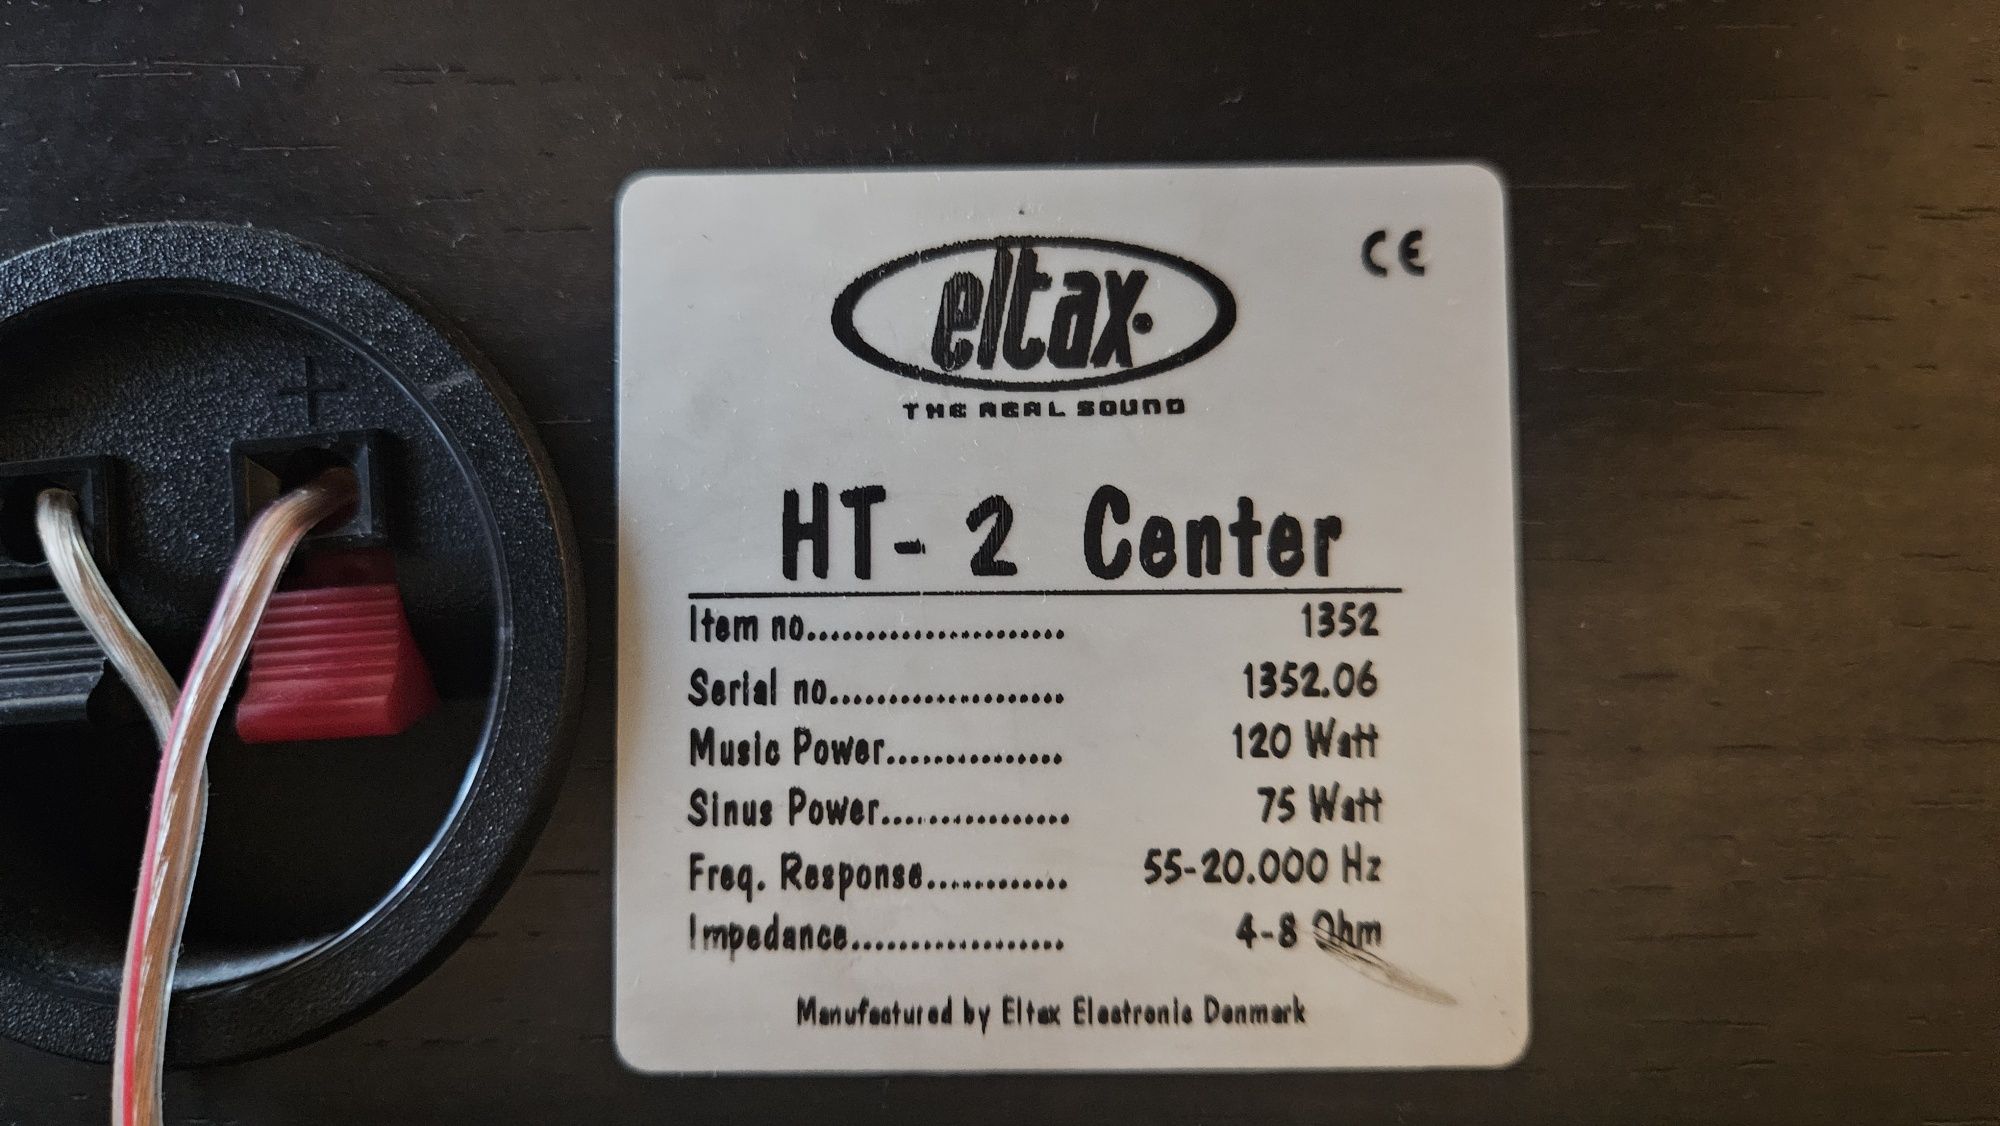 CE
eltax
THE REAL SOUND
HT-2 Center
Item no...................... 1352
Serial no.................... 1352.06
Music Power............... 120 Watt
Sinus Power................ 75 Watt
Freq. Response............ 55-20.000 Hz
Impedance................... 4-8 Ohm
Manufactured by Eltax Electronic Denmark
+